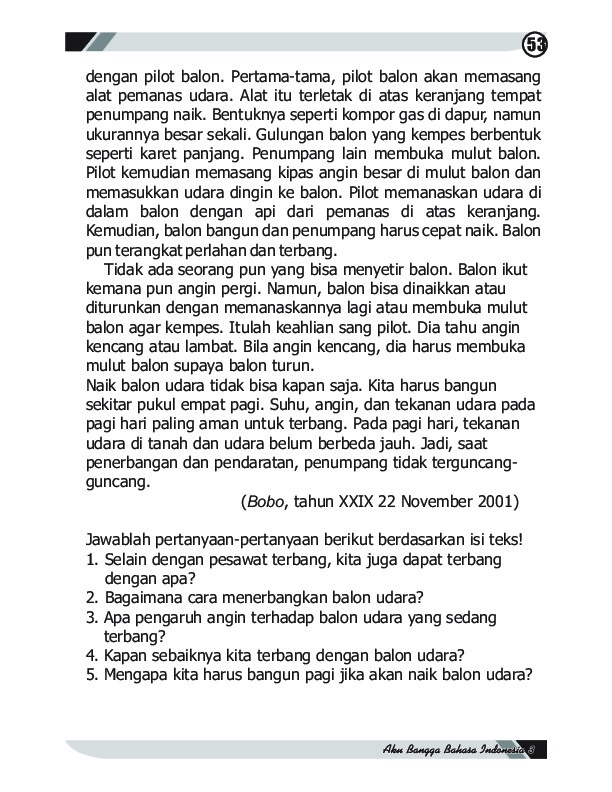 53
dengan pilot balon. Pertama-tama, pilot balon akan memasang
alat pemanas udara. Alat itu terletak di atas keranjang tempat
penumpang naik. Bentuknya seperti kompor gas di dapur, namun
ukurannya besar sekali. Gulungan balon yang kempes berbentuk
seperti karet panjang. Penumpang lain membuka mulut balon.
Pilot kemudian memasang kipas angin besar di mulut balon dan
memasukkan udara dingin ke balon. Pilot memanaskan udara di
dalam balon dengan api dari pemanas di atas keranjang.
Kemudian, balon bangun dan penumpang harus cepat naik. Balon
pun terangkat perlahan dan terbang.
Tidak ada seorang pun yang bisa menyetir balon. Balon ikut
kemana pun angin pergi. Namun, balon bisa dinaikkan atau
diturunkan dengan memanaskannya lagi atau membuka mulut
balon agar kempes. Itulah keahlian sang pilot. Dia tahu angin
kencang atau lambat. Bila angin kencang, dia harus membuka
mulut balon supaya balon turun.
Naik balon udara tidak bisa kapan saja. Kita harus bangun
sekitar pukul empat pagi. Suhu, angin, dan tekanan udara pada
pagi hari paling aman untuk terbang. Pada pagi hari, tekanan
udara di tanah dan udara belum berbeda jauh. Jadi, saat
penerbangan dan pendaratan, penumpang tidak terguncang-
guncang.
(Bobo, tahun XXIX 22 November 2001)
Jawablah pertanyaan-pertanyaan berikut berdasarkan isi teks!
1. Selain dengan pesawat terbang, kita juga dapat terbang
dengan apa?
2. Bagaimana cara menerbangkan balon udara?
3. Apa pengaruh angin terhadap balon udara yang sedang
terbang?
4. Kapan sebaiknya kita terbang dengan balon udara?
5. Mengapa kita harus bangun pagi jika akan naik balon udara?
Aku Bangga Bahasa Indonesia 3